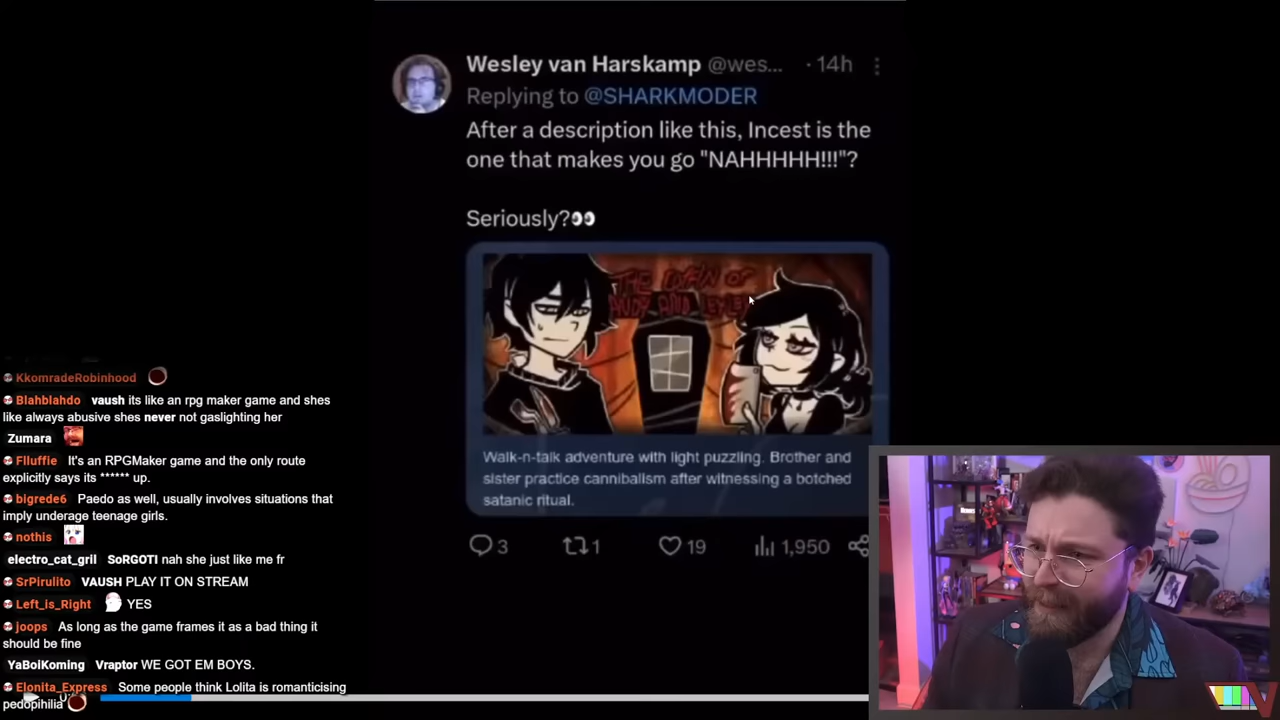 Wesley van Harskamp @wes... · 14h
Replying to @SHARKMODER
After a description like this, Incest is the
one that makes you go "NAHHHHH!!!"?
Seriously?👀
THE COFFIN OF
ANDY AND LEYLEY
Walk-n-talk adventure with light puzzling. Brother and
sister practice cannibalism after witnessing a botched
satanic ritual.
3 1 19 1,950
KkomradeRobinhood
Blahblahdo vaush its like an rpg maker game and shes
like always abusive shes never not gaslighting her
Zumara
Flluffie It's an RPGMaker game and the only route
explicitly says its ****** up.
bigrede6 Paedo as well, usually involves situations that
imply underage teenage girls.
nothis
electro_cat_gril SoRGOTI nah she just like me fr
SrPirulito VAUSH PLAY IT ON STREAM
Left_is_Right YES
joops As long as the game frames it as a bad thing it
should be fine
YaBoiKoming Vraptor WE GOT EM BOYS.
Elonita_Express Some people think Lolita is romanticising
pedopihilia